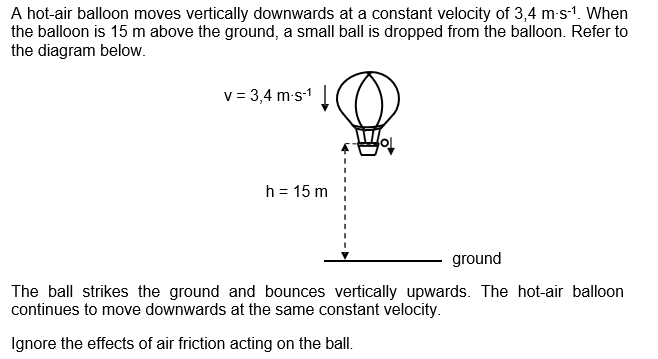 A hot-air balloon moves vertically downwards at a constant velocity of 3,4 m·s-1. When
the balloon is 15 m above the ground, a small ball is dropped from the balloon. Refer to
the diagram below.
v = 3,4 m·s-1
h = 15 m
ground
The ball strikes the ground and bounces vertically upwards. The hot-air balloon
continues to move downwards at the same constant velocity.
Ignore the effects of air friction acting on the ball.